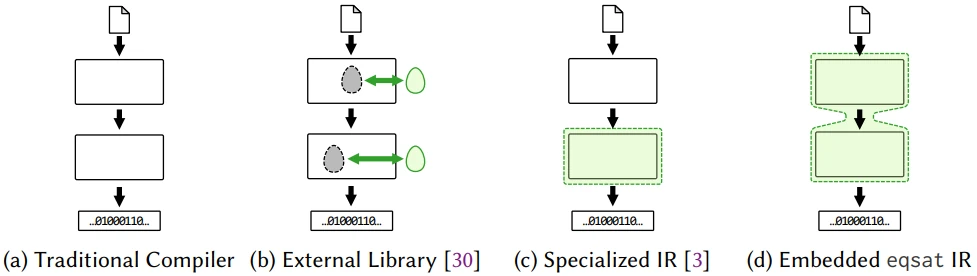 …01000110… …01000110… …01000110… …01000110…
(a) Traditional Compiler (b) External Library [30] (c) Specialized IR [3] (d) Embedded eqsat IR